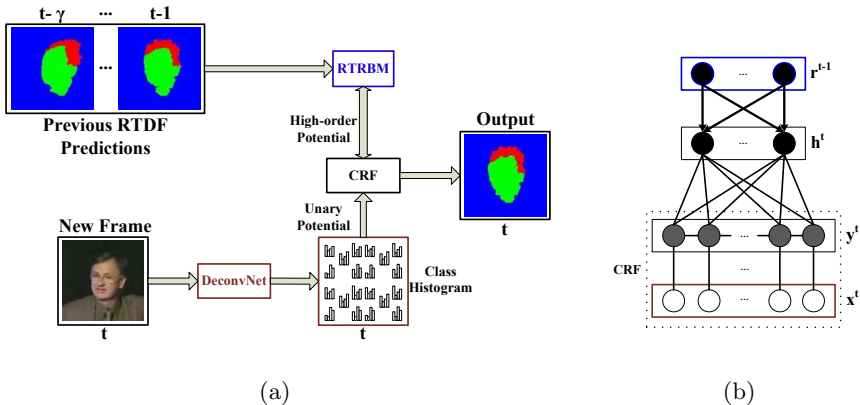 t- γ ... t-1
...
Previous RTDF
Predictions
RTRBM
High-order
Potential
CRF
Output
t
Unary
Potential
New Frame
t
DeconvNet
Class
Histogram
t
(a)
... r^t-1
... h^t
... y^t
CRF ...
... x^t
(b)